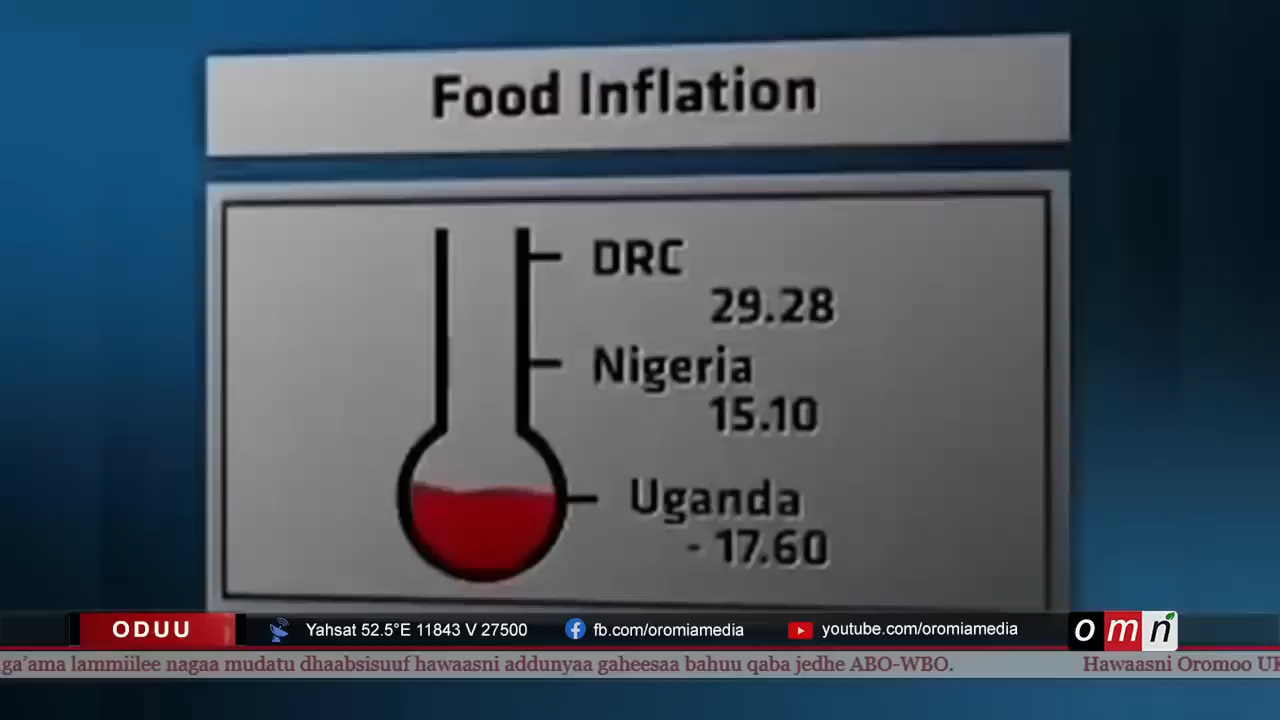 Food Inflation
DRC
29.28
Nigeria
15.10
Uganda
- 17.60
ODUU
Yahsat 52.5°E 11843 V 27500
fb.com/oromiamedia
youtube.com/oromiamedia
omn
.ga’ama lammiilee nagaa mudatu dhaabsisuuf hawaasni addunyaa gaheesaa bahuu qaba jedhe ABO-WBO.
Hawaasni Oromoo UK